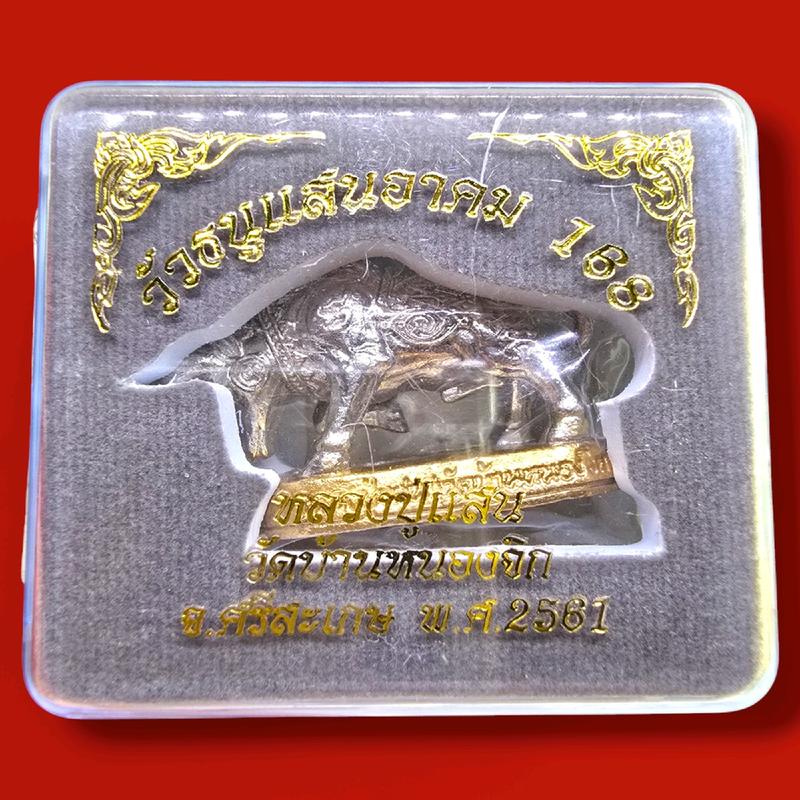 วัวธนูแสนอาคม 168
หลวงปู่แสน
วัดบ้านหนองจิก
จ.ศรีสะเกษ พ.ศ.2561